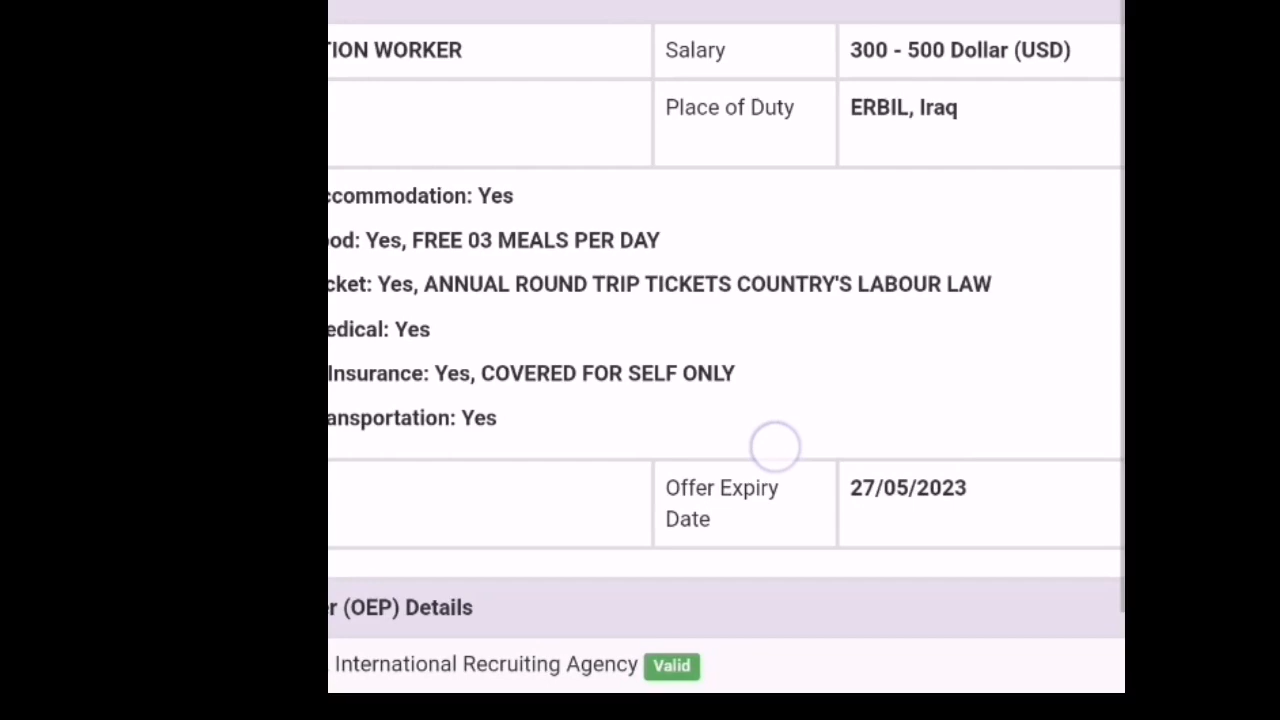 TION WORKER
Salary
300 - 500 Dollar (USD)
Place of Duty
ERBIL, Iraq
ccommodation: Yes
od: Yes, FREE 03 MEALS PER DAY
cket: Yes, ANNUAL ROUND TRIP TICKETS COUNTRY'S LABOUR LAW
edical: Yes
Insurance: Yes, COVERED FOR SELF ONLY
ansportation: Yes
Offer Expiry
Date
27/05/2023
r (OEP) Details
International Recruiting Agency Valid